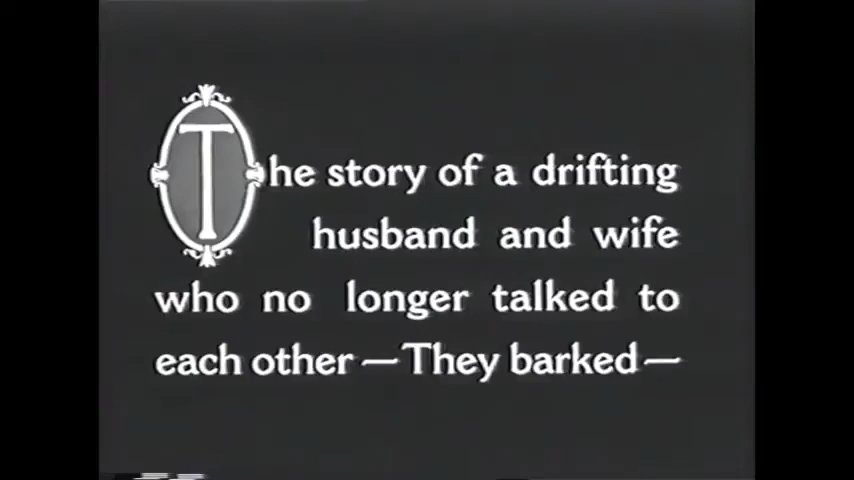 The story of a drifting
husband and wife
who no longer talked to
each other — They barked —